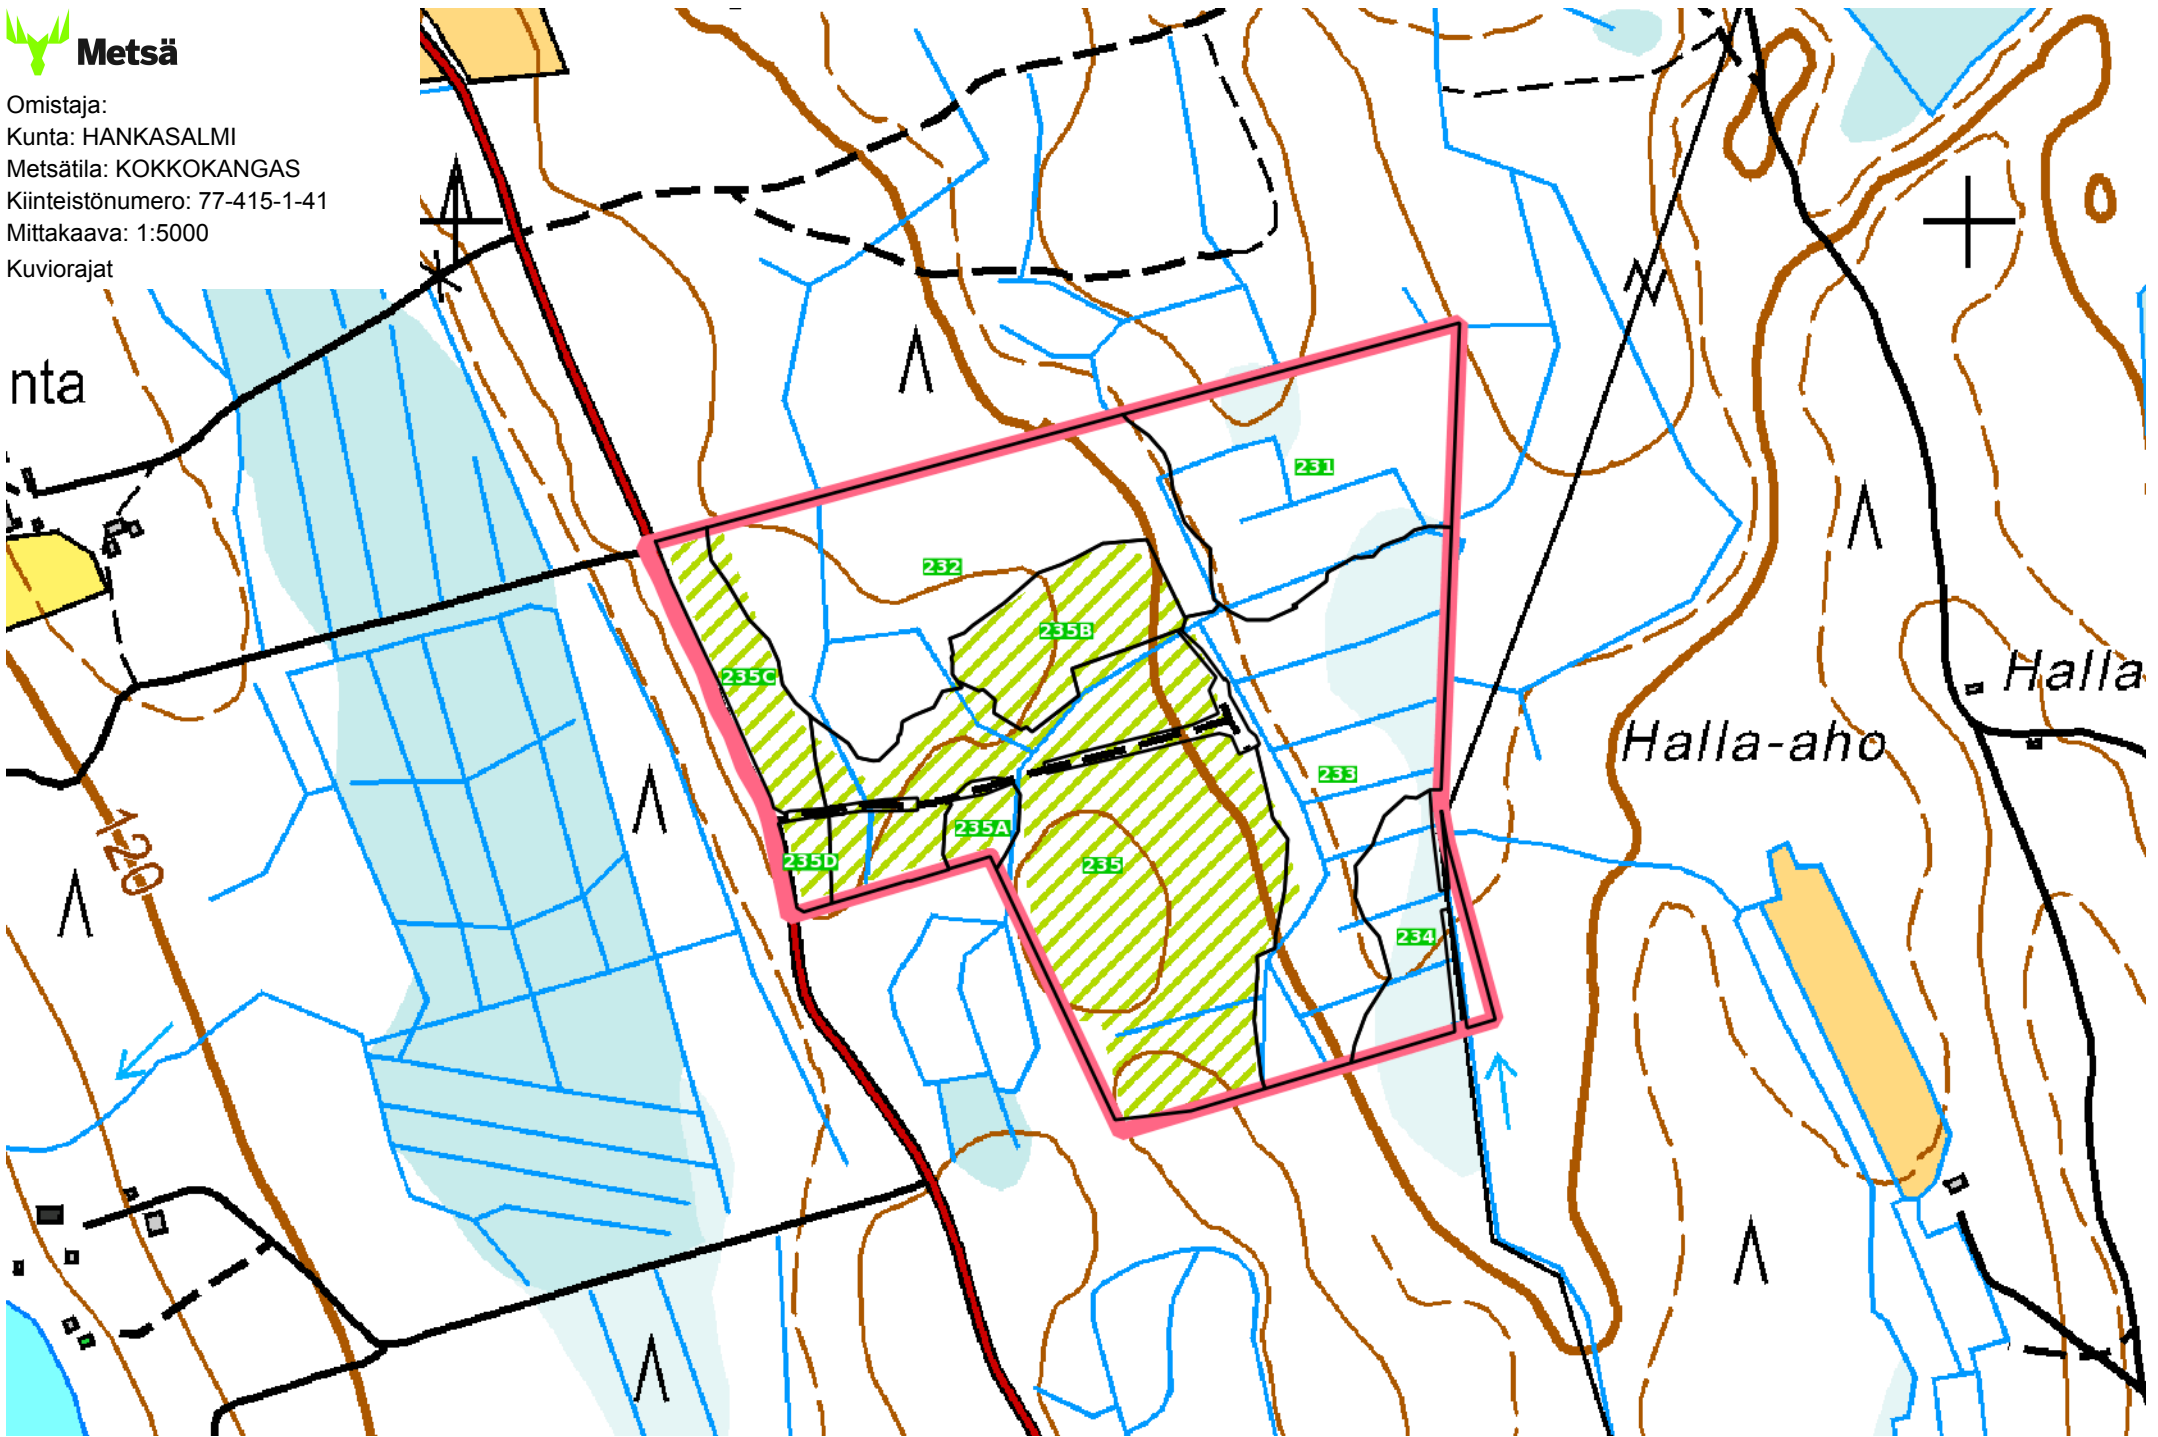 Metsä
Omistaja:
Kunta: HANKASALMI
Metsätila: KOKKOKANGAS
Kiinteistönumero: 77-415-1-41
Mittakaava: 1:5000
Kuviorajat
nta
231
232
235B
235C
Halla
Halla-aho
233
235A
235D
235
120
234